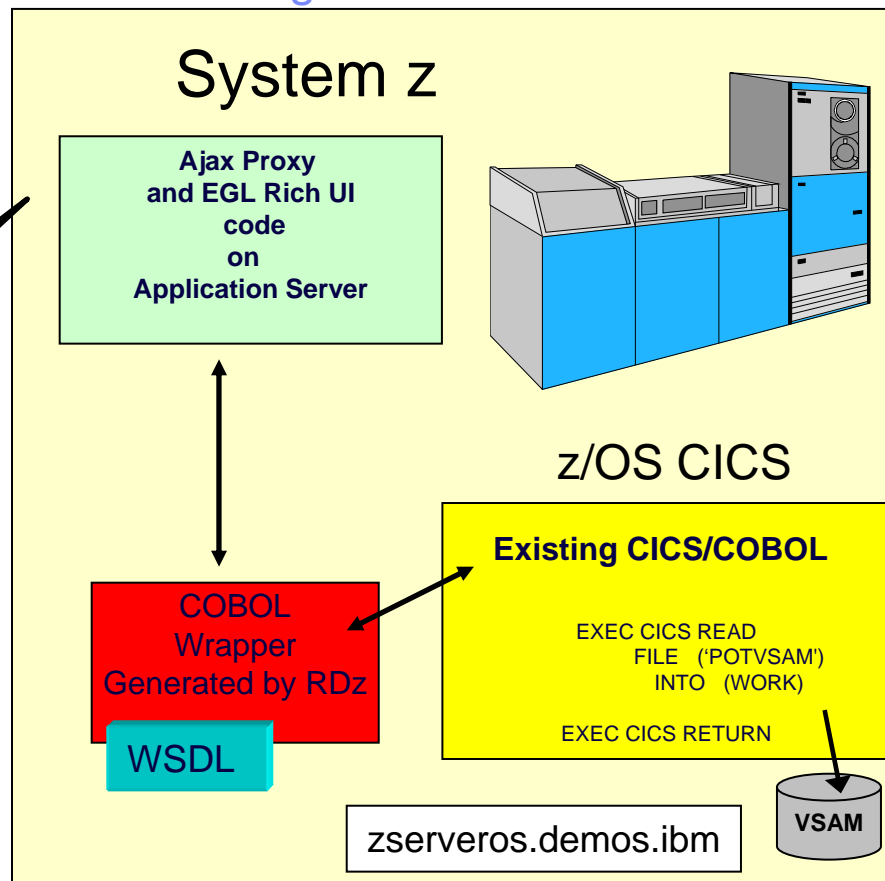 System z
Ajax Proxy
and EGL Rich UI
code
on
Application Server
z/OS CICS
Existing CICS/COBOL
EXEC CICS READ
FILE (‘POTVSAM')
INTO (WORK)
EXEC CICS RETURN
COBOL
Wrapper
Generated by RDz
WSDL
VSAM
zserveros.demos.ibm